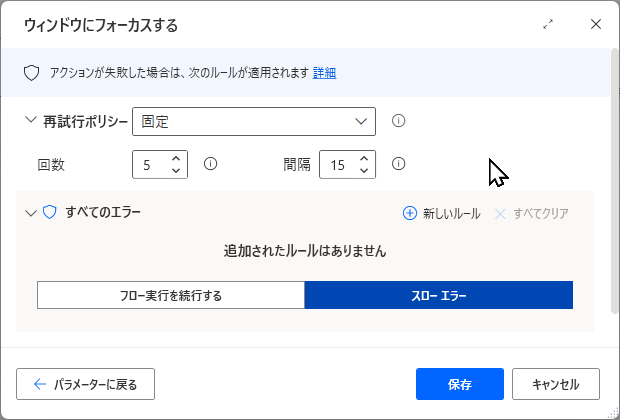 ウィンドウにフォーカスする
アクションが失敗した場合は、次のルールが適用されます 詳細
再試行ポリシー 固定
回数 5 間隔 15
すべてのエラー 新しいルール すべてクリア
追加されたルールはありません
フロー実行を続行する スロー エラー
パラメーターに戻る 保存 キャンセル